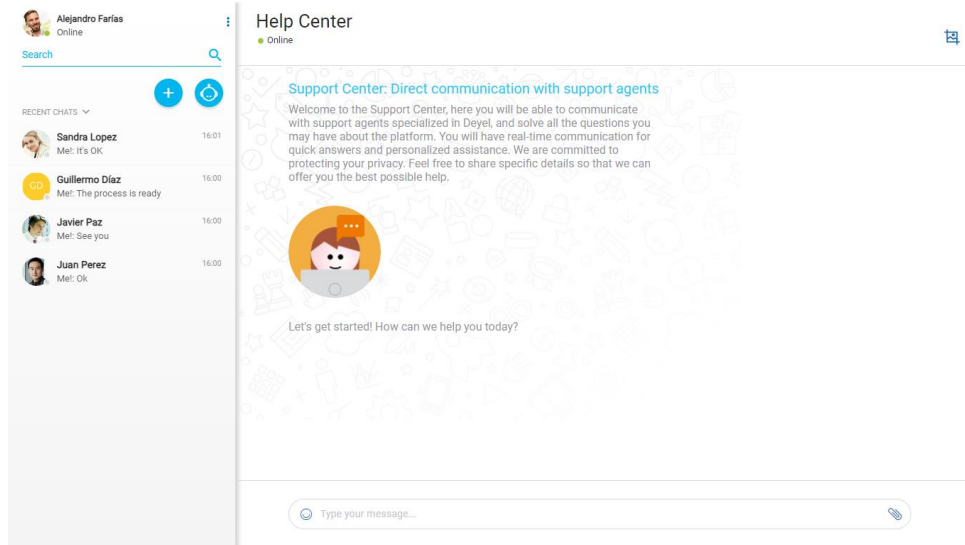 Alejandro Farías
Online
Search
RECENT CHATS
Sandra Lopez 16:01
Me!: It's OK
GD
Guillermo Díaz 16:00
Me!: The process is ready
Javier Paz 16:00
Me!: See you
Juan Perez 16:00
Me!: Ok
Help Center
Online
Support Center: Direct communication with support agents
Welcome to the Support Center, here you will be able to communicate
with support agents specialized in Deyel, and solve all the questions you
may have about the platform. You will have real-time communication for
quick answers and personalized assistance. We are committed to
protecting your privacy. Feel free to share specific details so that we can
offer you the best possible help.
Let's get started! How can we help you today?
Type your message...